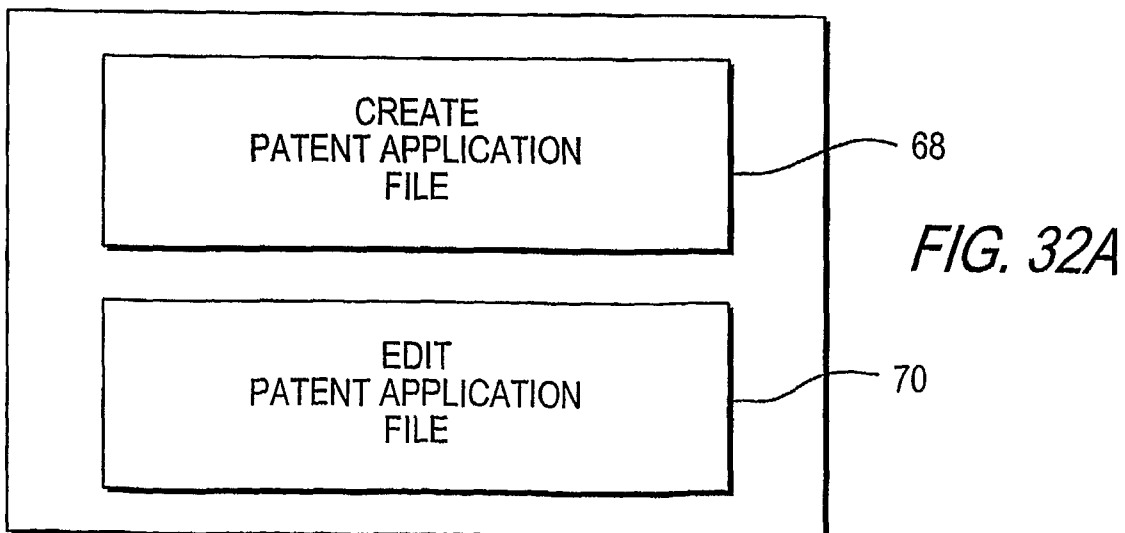 CREATE
PATENT APPLICATION
FILE
68
FIG. 32A
EDIT
PATENT APPLICATION
FILE
70